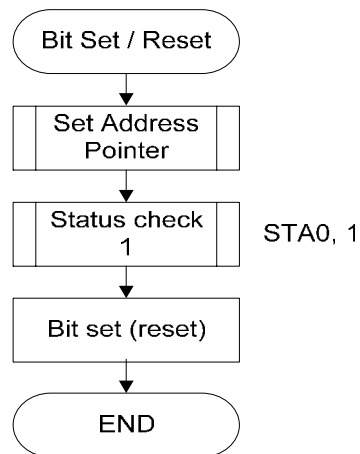 Bit Set / Reset
Set Address
Pointer
Status check
1
STA0, 1
Bit set (reset)
END